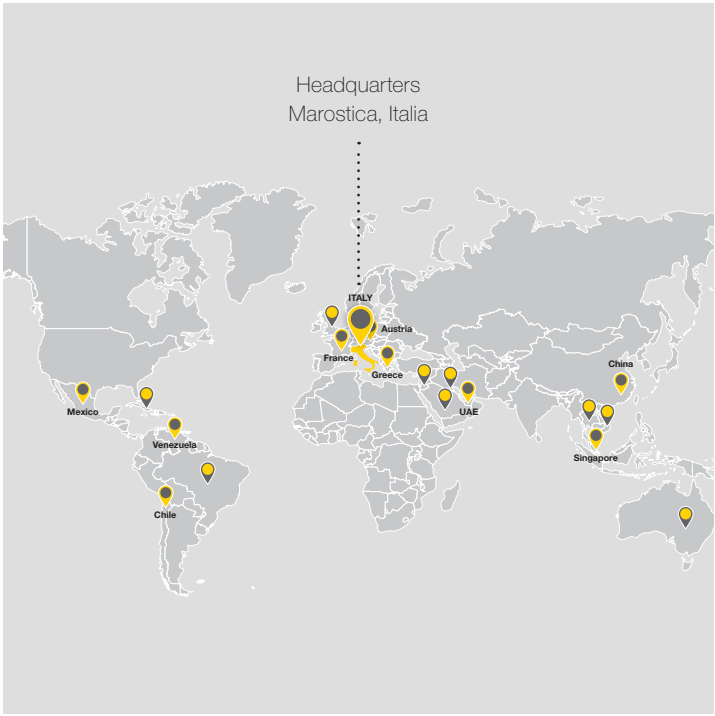 Headquarters
Marostica, Italia
ITALY
Austria
France
Greece
China
Mexico
UAE
Venezuela
Singapore
Chile